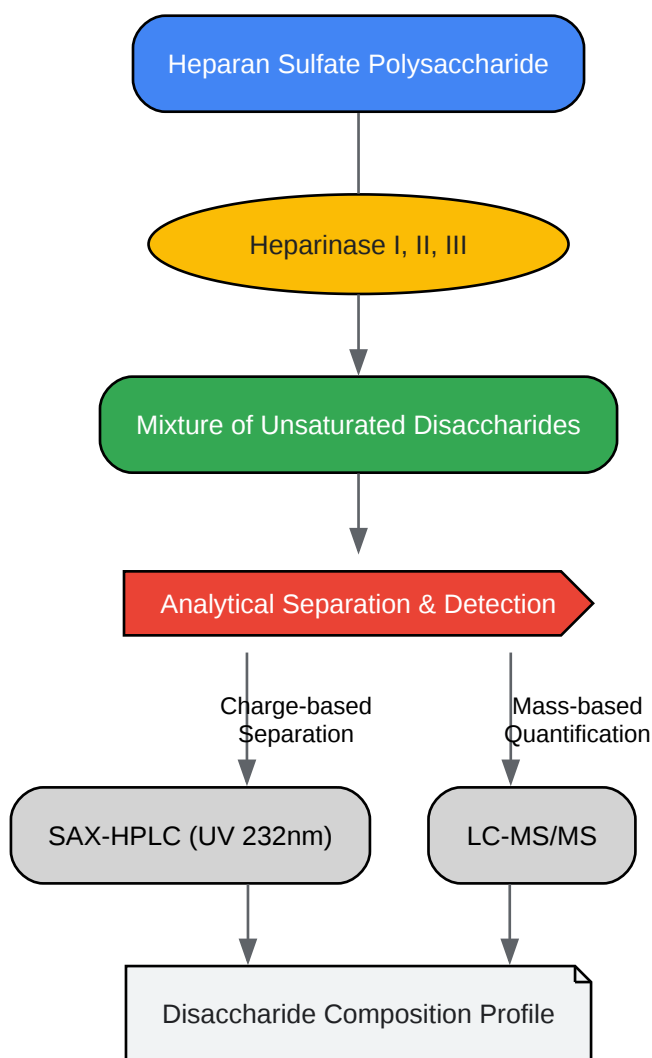 Heparan Sulfate Polysaccharide
Heparinase I, II, III
Mixture of Unsaturated Disaccharides
Analytical Separation & Detection
Charge-based
Separation
Mass-based
Quantification
SAX-HPLC (UV 232nm)
LC-MS/MS
Disaccharide Composition Profile